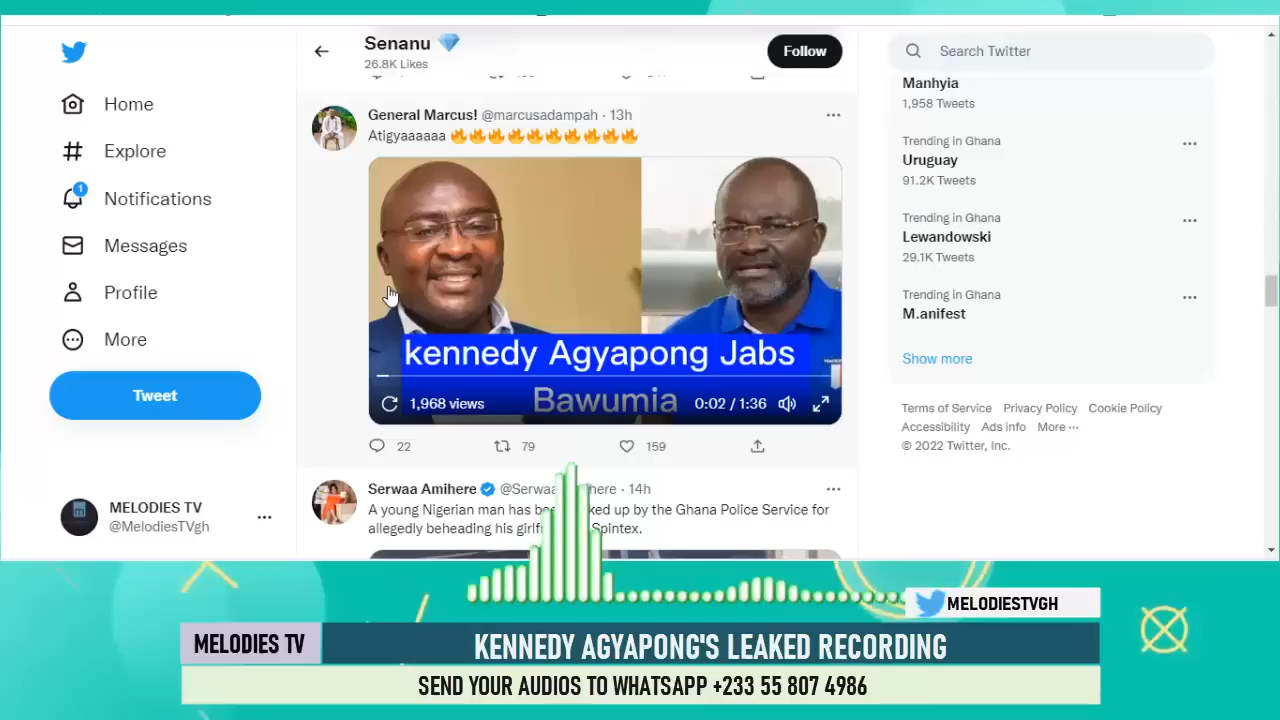 Home
Explore
1
Notifications
Messages
Profile
More
Tweet
MELODIES TV
@MelodiesTVgh
Senanu
26.8K Likes
Follow
General Marcus! @marcusadampah · 13h
Atigyaaaaaa
kennedy Agyapong Jabs
Bawumia
1,968 views
0:02 / 1:36
22
79
159
Serwaa Amihere @Serwaa here · 14h
A young Nigerian man has been ked up by the Ghana Police Service for
allegedly beheading his girlf Spintex.
Search Twitter
Manhyia
1,958 Tweets
Trending in Ghana
Uruguay
91.2K Tweets
Trending in Ghana
Lewandowski
29.1K Tweets
Trending in Ghana
M.anifest
Show more
Terms of Service Privacy Policy Cookie Policy
Accessibility Ads info More
© 2022 Twitter, Inc.
MELODIESTVGH
MELODIES TV
KENNEDY AGYAPONG'S LEAKED RECORDING
SEND YOUR AUDIOS TO WHATSAPP +233 55 807 4986